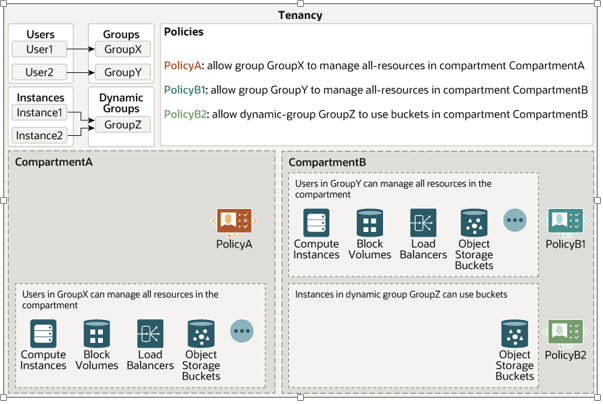 Tenancy
Users
User1
User2
Groups
GroupX
GroupY
Instances
Instance1
Instance2
Dynamic
Groups
GroupZ
Policies
PolicyA: allow group GroupX to manage all-resources in compartment CompartmentA
PolicyB1: allow group GroupY to manage all-resources in compartment CompartmentB
PolicyB2: allow dynamic-group GroupZ to use buckets in compartment CompartmentB
CompartmentA
PolicyA
Users in GroupX can manage all resources in the
compartment
Compute
Instances
Block
Volumes
Load
Balancers
Object
Storage
Buckets
CompartmentB
Users in GroupY can manage all resources in the
compartment
Compute
Instances
Block
Volumes
Load
Balancers
Object
Storage
Buckets
PolicyB1
Instances in dynamic group GroupZ can use buckets
Object
Storage
Buckets
PolicyB2